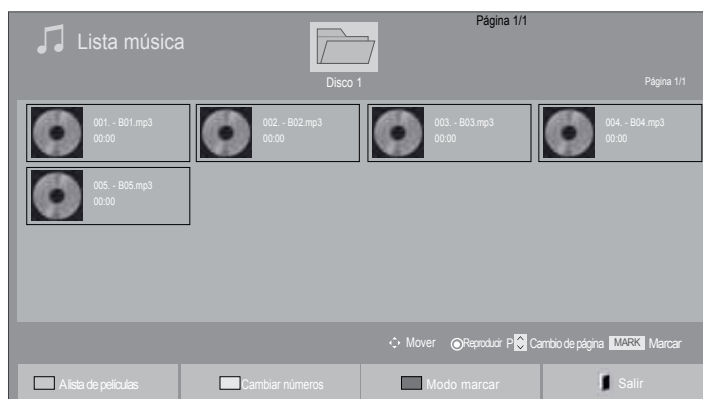 Página 1/1
Lista música
Disco 1
Página 1/1
001. - B01.mp3
00:00
002. - B02.mp3
00:00
003. - B03.mp3
00:00
004. - B04.mp3
00:00
005. - B05.mp3
00:00
Mover Reproducir P Cambio de página MARK Marcar
A lista de películas Cambiar números Modo marcar Salir